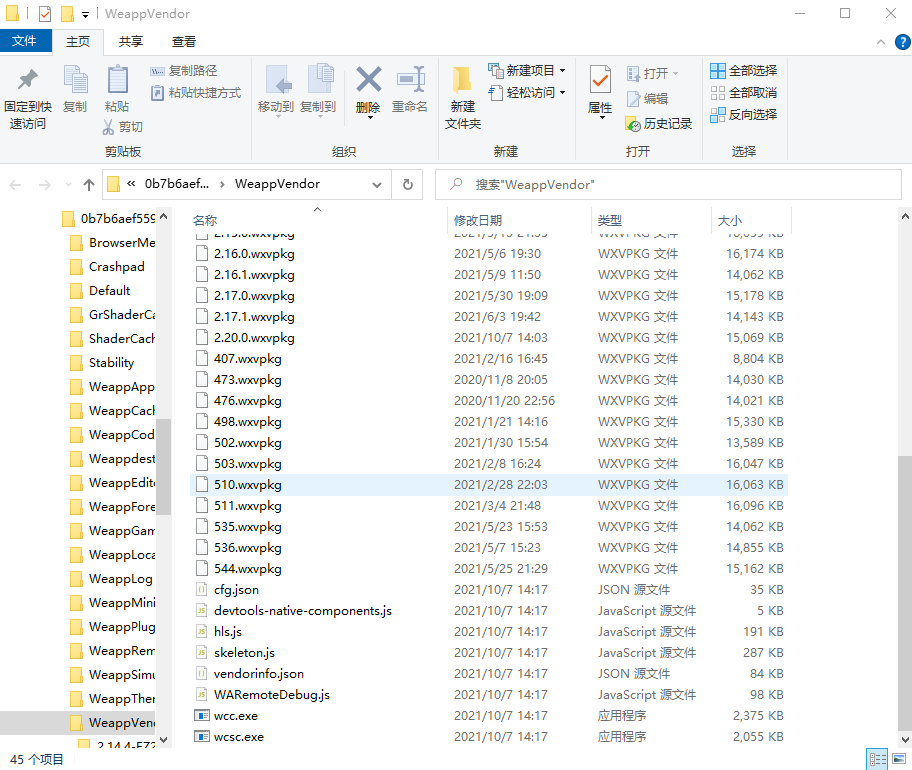 WeappVendor
文件 主页 共享 查看
固定到快速访问
复制
粘贴
复制路径
粘贴快捷方式
剪切
剪贴板
移动到 复制到 删除 重命名
组织
新建文件夹
新建项目
轻松访问
新建
属性
打开
编辑
历史记录
打开
全部选择
全部取消
反向选择
选择
« 0b7b6aef... › WeappVendor
搜索"WeappVendor"
0b7b6aef559
BrowserMe
Crashpad
Default
GrShaderCa
ShaderCach
Stability
WeappApp
WeappCach
WeappCod
Weappdest
WeappEdito
WeappFore
WeappGam
WeappLoca
WeappLog
WeappMini
WeappPlug
WeappRem
WeappSimu
WeappTher
WeappVend
名称 修改日期 类型 大小
2.16.0.wxvpkg 2021/5/6 19:30 WXVPKG 文件 16,174 KB
2.16.1.wxvpkg 2021/5/9 11:50 WXVPKG 文件 14,062 KB
2.17.0.wxvpkg 2021/5/30 19:09 WXVPKG 文件 15,178 KB
2.17.1.wxvpkg 2021/6/3 19:42 WXVPKG 文件 14,143 KB
2.20.0.wxvpkg 2021/10/7 14:03 WXVPKG 文件 15,069 KB
407.wxvpkg 2021/2/16 16:45 WXVPKG 文件 8,804 KB
473.wxvpkg 2020/11/8 20:05 WXVPKG 文件 14,030 KB
476.wxvpkg 2020/11/20 22:56 WXVPKG 文件 14,021 KB
498.wxvpkg 2021/1/21 14:16 WXVPKG 文件 15,330 KB
502.wxvpkg 2021/1/30 15:54 WXVPKG 文件 13,589 KB
503.wxvpkg 2021/2/8 16:24 WXVPKG 文件 16,047 KB
510.wxvpkg 2021/2/28 22:03 WXVPKG 文件 16,063 KB
511.wxvpkg 2021/3/4 21:48 WXVPKG 文件 16,096 KB
535.wxvpkg 2021/5/23 15:53 WXVPKG 文件 14,062 KB
536.wxvpkg 2021/5/7 15:23 WXVPKG 文件 14,855 KB
544.wxvpkg 2021/5/25 21:29 WXVPKG 文件 15,162 KB
cfg.json 2021/10/7 14:17 JSON 源文件 35 KB
devtools-native-components.js 2021/10/7 14:17 JavaScript 源文件 5 KB
hls.js 2021/10/7 14:17 JavaScript 源文件 191 KB
skeleton.js 2021/10/7 14:17 JavaScript 源文件 287 KB
vendorinfo.json 2021/10/7 14:17 JSON 源文件 84 KB
WARemoteDebug.js 2021/10/7 14:17 JavaScript 源文件 98 KB
wcc.exe 2021/10/7 14:17 应用程序 2,375 KB
wcsc.exe 2021/10/7 14:17 应用程序 2,055 KB
45 个项目